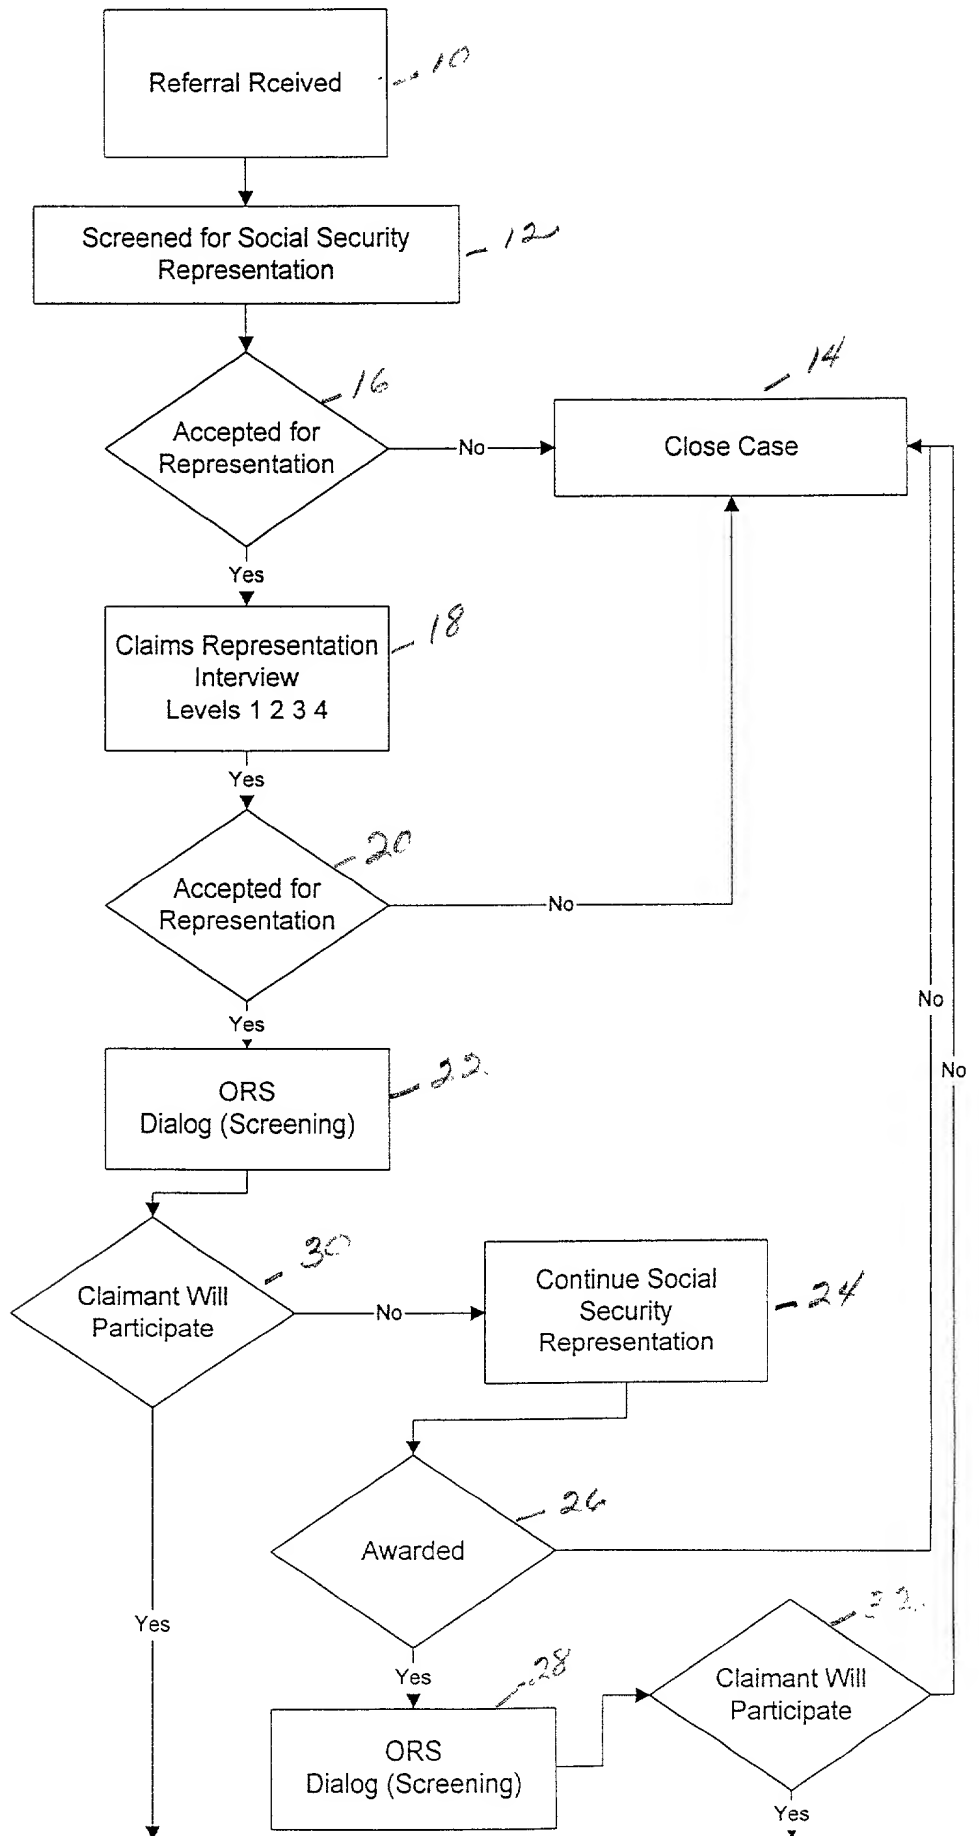 Referral Rceived
10
Screened for Social Security
Representation
12
16
Accepted for
Representation
No
14
Close Case
Yes
Claims Representation
Interview
Levels 1 2 3 4
18
Yes
20
Accepted for
Representation
No
Yes
No
No
ORS
Dialog (Screening)
22
30
Claimant Will
Participate
No
Continue Social
Security
Representation
24
Awarded
26
Yes
Yes
ORS
Dialog (Screening)
28
32
Claimant Will
Participate
Yes